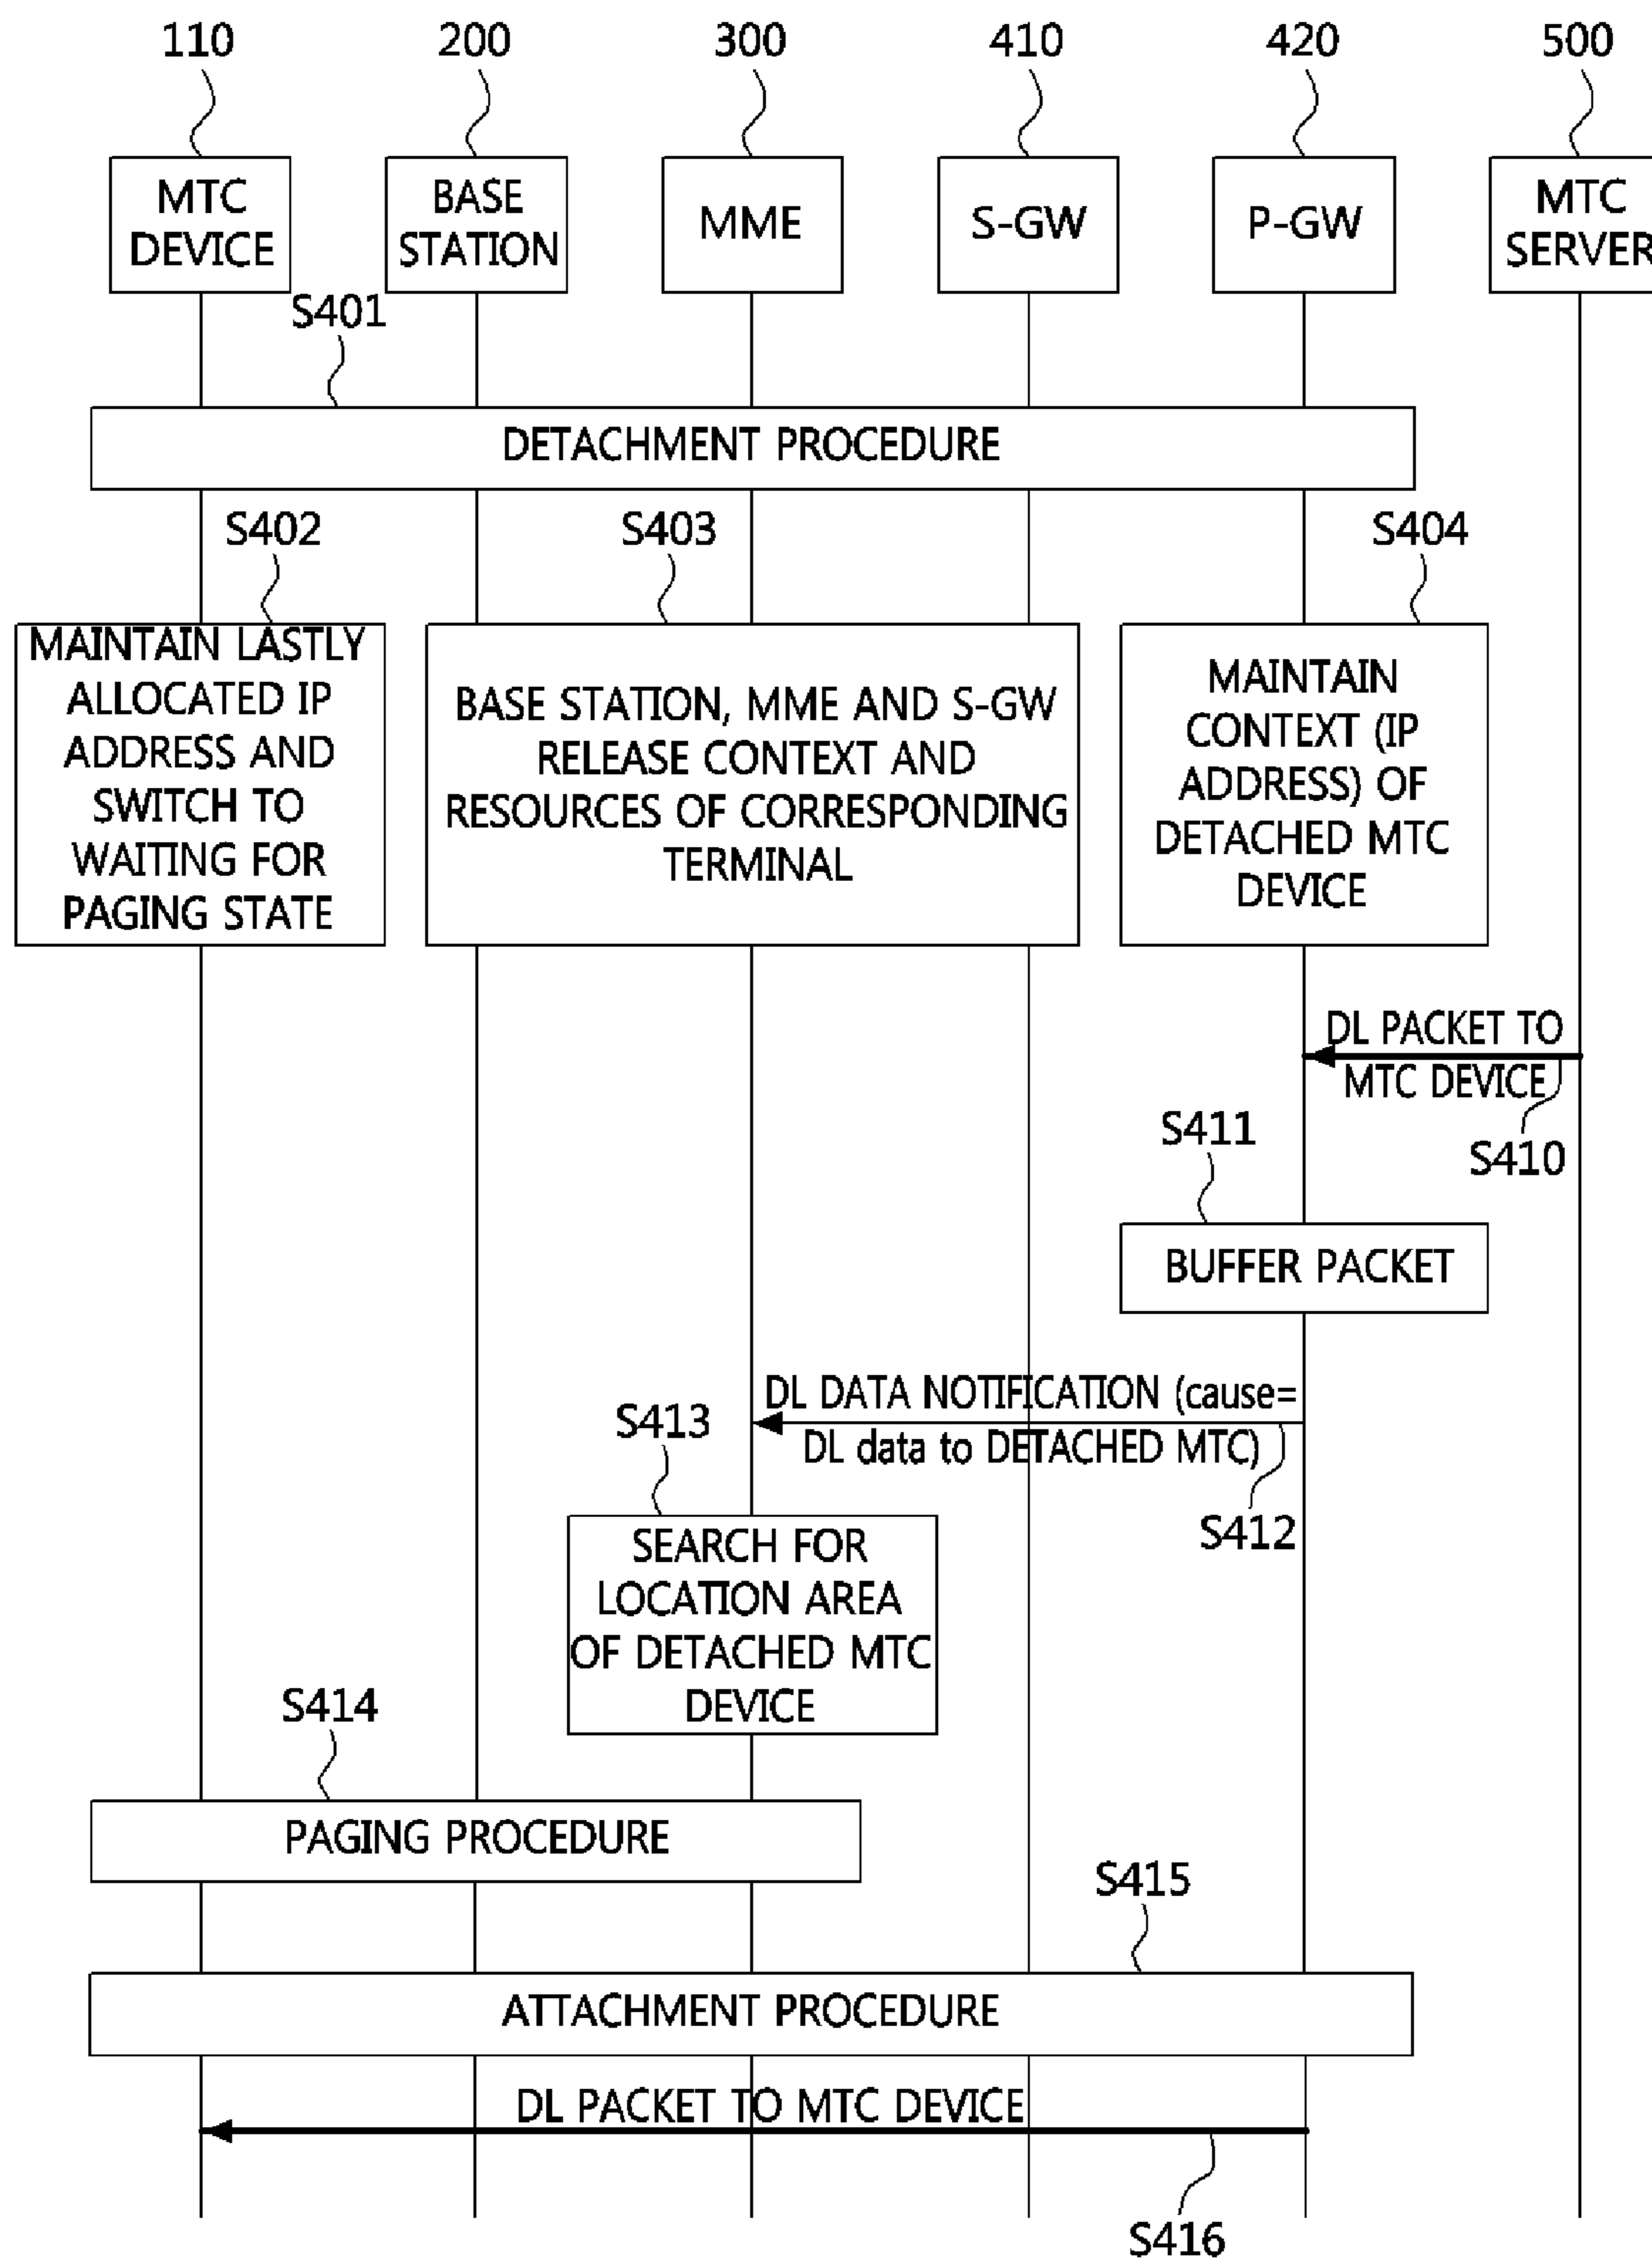 110
200
300
410
420
500
MTC
DEVICE
BASE
STATION
MME
S-GW
P-GW
MTC
SERVER
S401
DETACHMENT PROCEDURE
S402
S403
S404
MAINTAIN LASTLY
ALLOCATED IP
ADDRESS AND
SWITCH TO
WAITING FOR
PAGING STATE
BASE STATION, MME AND S-GW
RELEASE CONTEXT AND
RESOURCES OF CORRESPONDING
TERMINAL
MAINTAIN
CONTEXT (IP
ADDRESS) OF
DETACHED MTC
DEVICE
DL PACKET TO
MTC DEVICE
S410
S411
BUFFER PACKET
DL DATA NOTIFICATION (cause=
DL data to DETACHED MTC)
S412
S413
SEARCH FOR
LOCATION AREA
OF DETACHED MTC
DEVICE
S414
PAGING PROCEDURE
S415
ATTACHMENT PROCEDURE
DL PACKET TO MTC DEVICE
S416